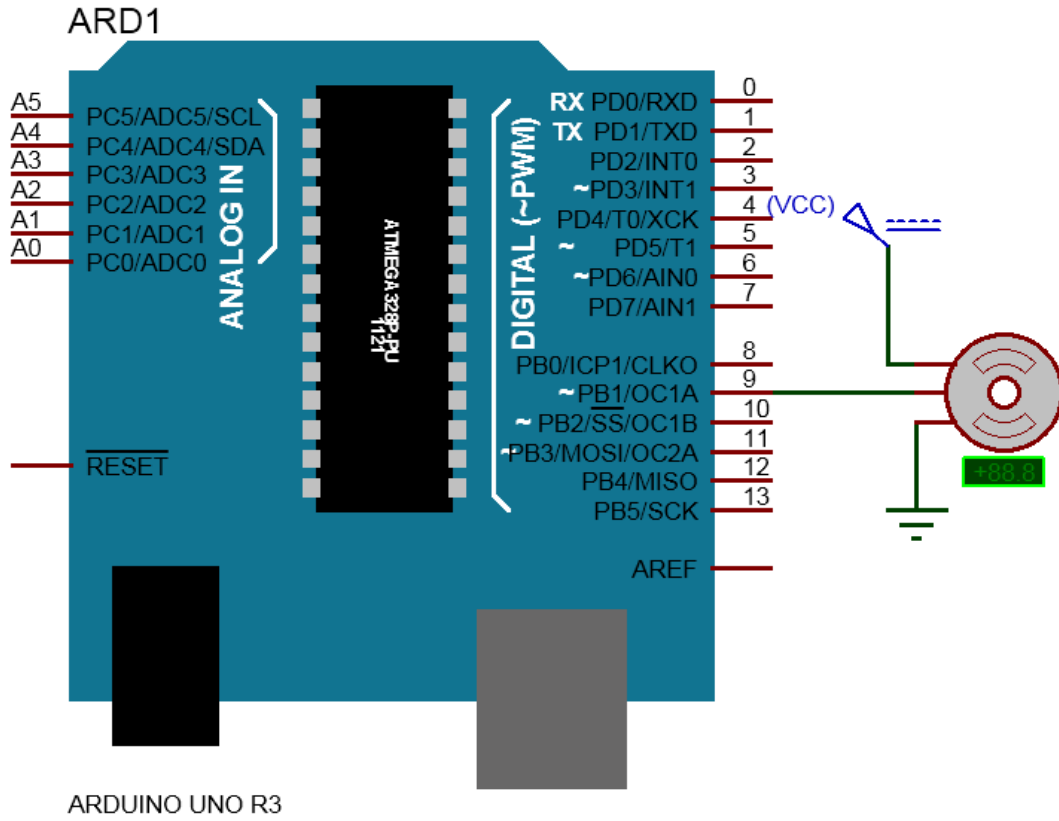 ARD1
A5
A4
A3
A2
A1
A0
PC5/ADC5/SCL
PC4/ADC4/SDA
PC3/ADC3
PC2/ADC2
PC1/ADC1
PC0/ADC0
ANALOG IN
RESET
ATMEGA328P-PU
1121
DIGITAL (~PWM)
RX PD0/RXD 0
TX PD1/TXD 1
PD2/INT0 2
~PD3/INT1 3
PD4/T0/XCK 4
~ PD5/T1 5
~PD6/AIN0 6
PD7/AIN1 7
PB0/ICP1/CLKO 8
~PB1/OC1A 9
~ PB2/SS/OC1B 10
~PB3/MOSI/OC2A 11
PB4/MISO 12
PB5/SCK 13
AREF
(VCC)
+88.8
ARDUINO UNO R3